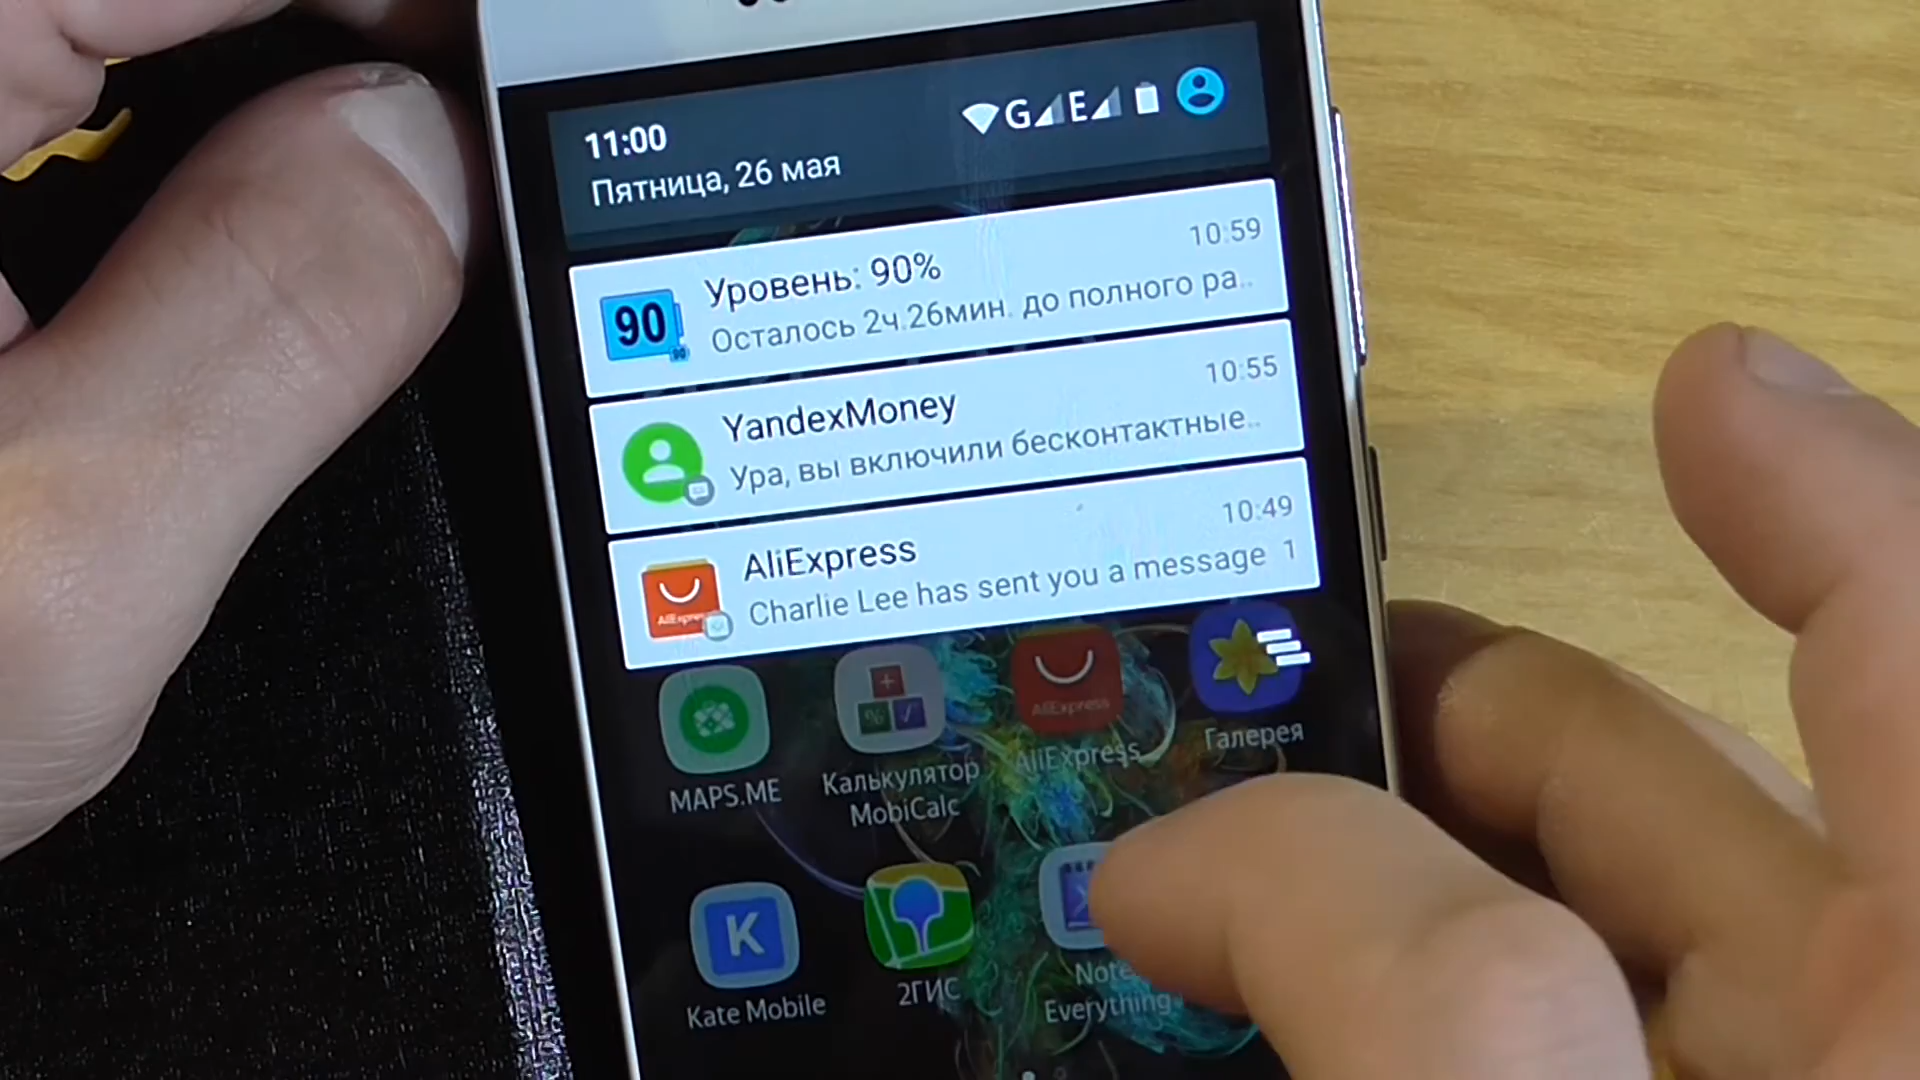 11:00
G E
Пятница, 26 мая
10:59
Уровень: 90%
90
Осталось 2ч.26мин. до полного ра..
10:55
YandexMoney
Ура, вы включили бесконтактные..
10:49
AliExpress
Charlie Lee has sent you a message 1
AliExpress
MAPS.ME
Калькулятор
MobiCalc
AliExpress
Галерея
K
Kate Mobile
2ГИС
Everything